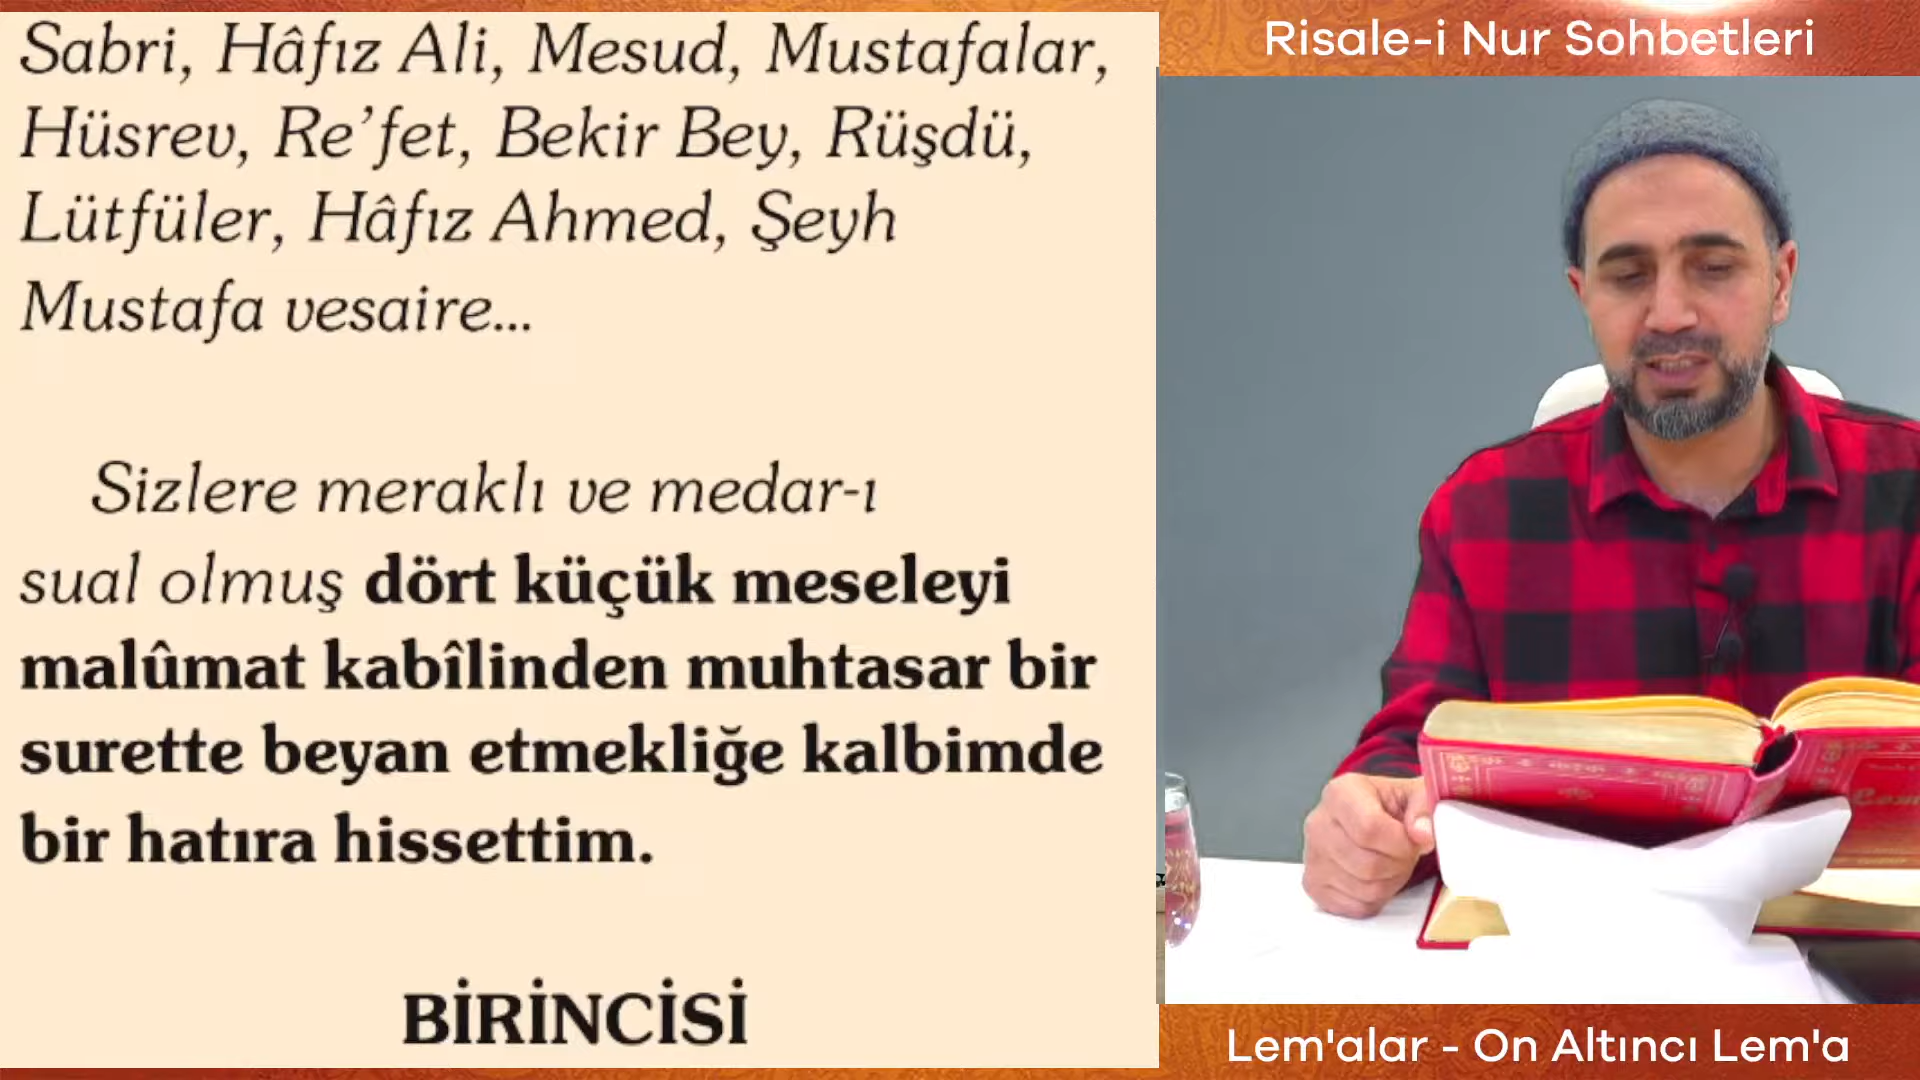 Sabri, Hâfız Ali, Mesud, Mustafalar,
Hüsrev, Re’fet, Bekir Bey, Rüşdü,
Lütfüler, Hâfız Ahmed, Şeyh
Mustafa vesaire...
Sizlere meraklı ve medar-ı
sual olmuş dört küçük meseleyi
malûmat kabîlinden muhtasar bir
surette beyan etmekliğe kalbimde
bir hatıra hissettim.
BİRİNCİSİ
Risale-i Nur Sohbetleri
Lem'alar - On Altıncı Lem'a